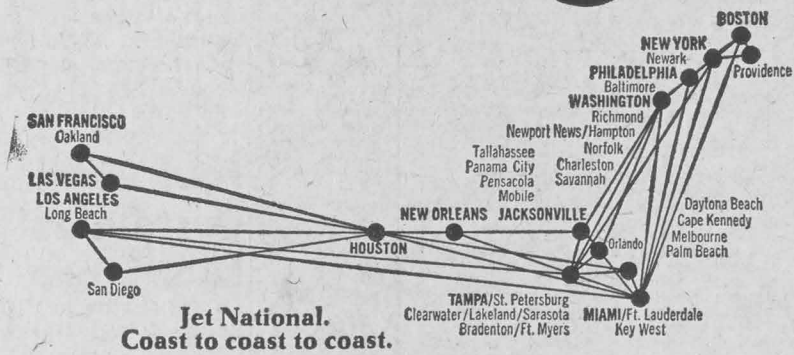 BOSTON
NEW YORK
Newark
Providence
PHILADELPHIA
Baltimore
WASHINGTON
Richmond
Newport News/Hampton
Norfolk
Charleston
Savannah
Tallahassee
Panama City
Pensacola
Mobile
SAN FRANCISCO
Oakland
LAS VEGAS
LOS ANGELES
Long Beach
San Diego
HOUSTON
NEW ORLEANS
JACKSONVILLE
Orlando
Daytona Beach
Cape Kennedy
Melbourne
Palm Beach
TAMPA/St. Petersburg
Clearwater/Lakeland/Sarasota
Bradenton/Ft. Myers
MIAMI/Ft. Lauderdale
Key West
Jet National.
Coast to coast to coast.